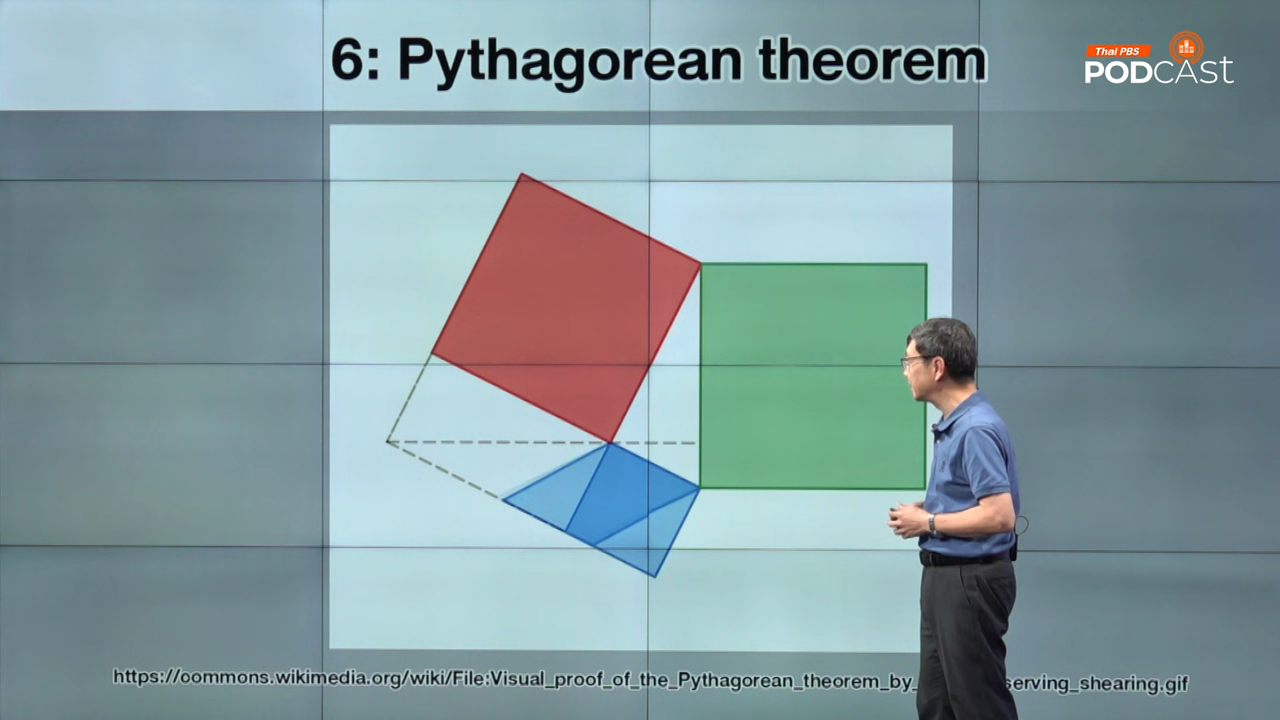 6: Pythagorean theorem
Thai PBS
PODCAst
https://commons.wikimedia.org/wiki/File:Visual_proof_of_the_Pythagorean_theorem_by_ serving_shearing.gif